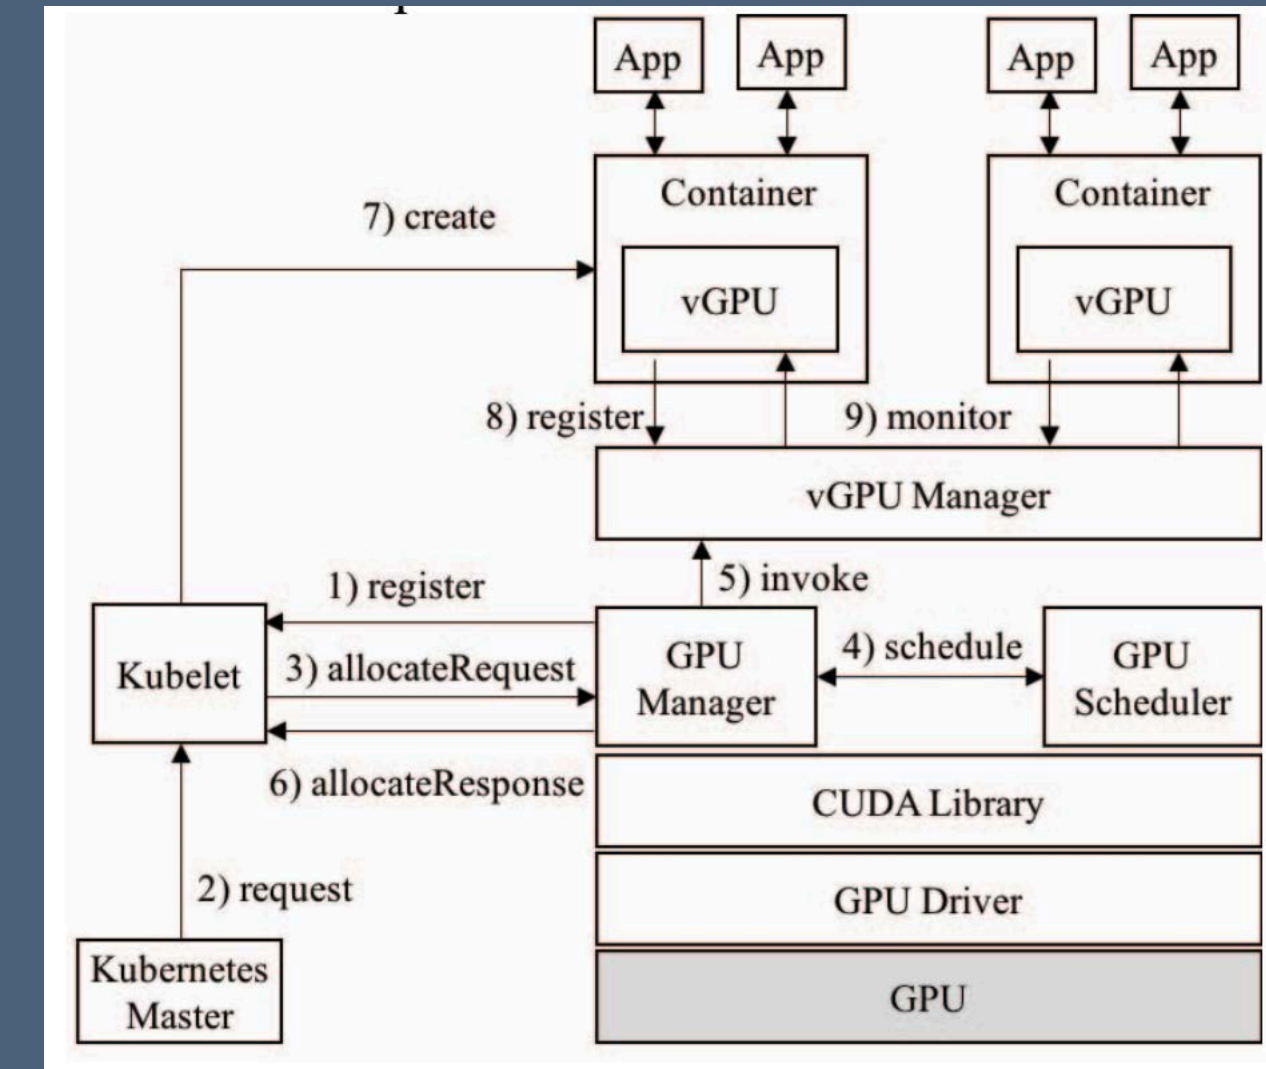 App
App
App
App
Container
Container
7) create
vGPU
vGPU
8) register
9) monitor
vGPU Manager
1) register
5) invoke
Kubelet
3) allocateRequest
GPU
Manager
4) schedule
GPU
Scheduler
6) allocateResponse
CUDA Library
2) request
GPU Driver
Kubernetes
Master
GPU